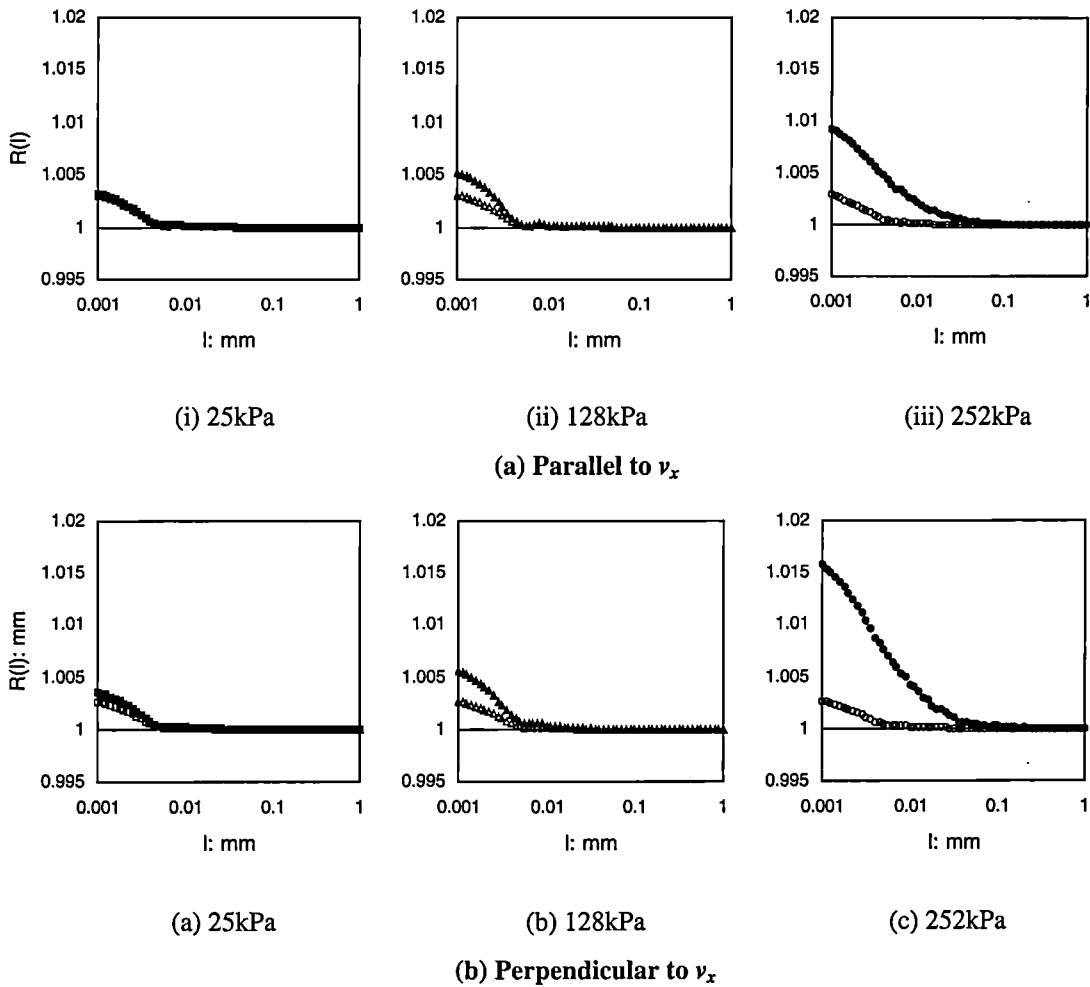 1.02 1.02 1.02
1.015 1.015 1.015
1.01 1.01 1.01
R(l)
1.005 1.005 1.005
1 1 1
0.995 0.995 0.995
0.001 0.01 0.1 1 0.001 0.01 0.1 1 0.001 0.01 0.1 1
l: mm l: mm l: mm
(i) 25kPa (ii) 128kPa (iii) 252kPa
(a) Parallel to vx
1.02 1.02 1.02
1.015 1.015 1.015
1.01 1.01 1.01
R(l): mm
1.005 1.005 1.005
1 1 1
0.995 0.995 0.995
0.001 0.01 0.1 1 0.001 0.01 0.1 1 0.001 0.01 0.1 1
l: mm l: mm l: mm
(a) 25kPa (b) 128kPa (c) 252kPa
(b) Perpendicular to vx